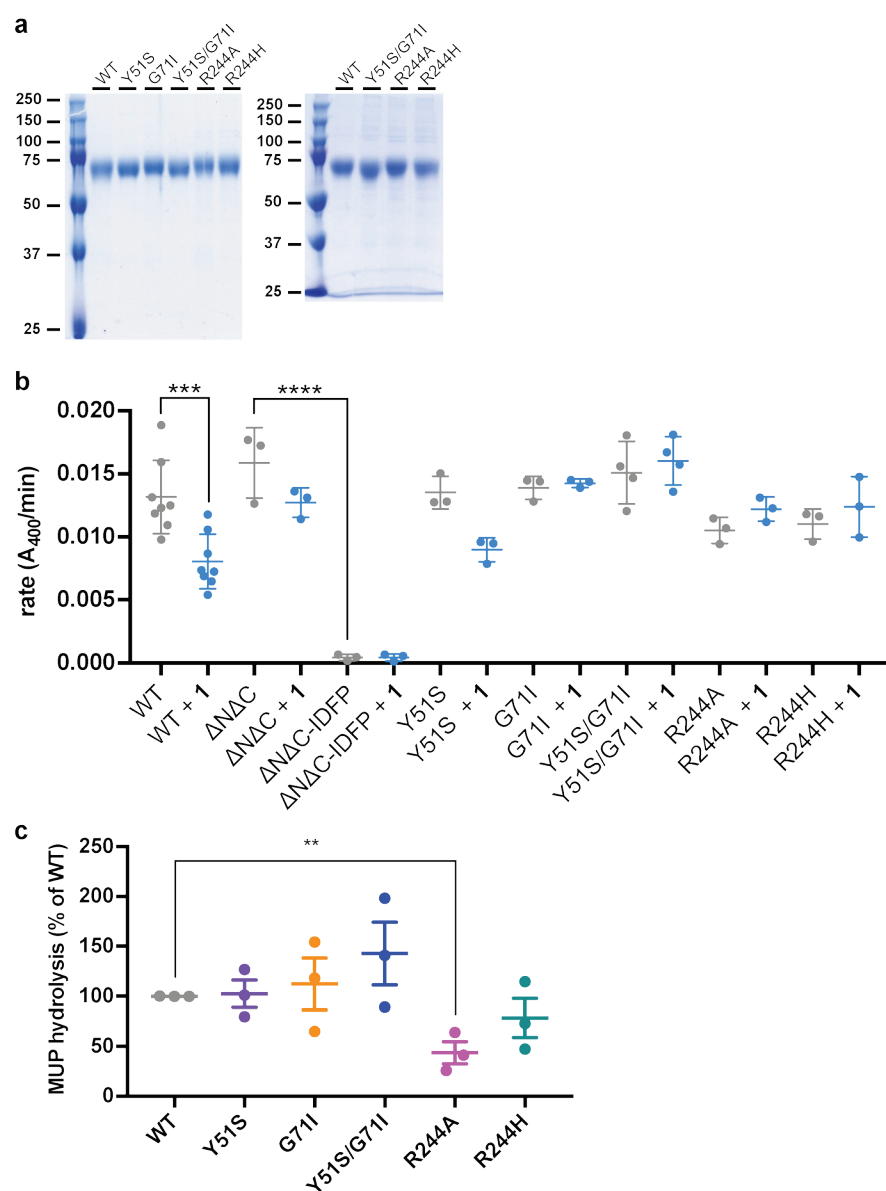 a
WT Y51S G71I Y51S/G71I R244A R244H
250
150
100
75
50
37
25
WT Y51S/G71I R244A R244H
250
150
100
75
50
37
25
b
rate (A400/min)
0.020
0.015
0.010
0.005
0.000
*** ****
WT
WT + 1
ΔNΔC
ΔNΔC + 1
ΔNΔC-IDFP
ΔNΔC-IDFP + 1
Y51S
Y51S + 1
G71I
G71I + 1
Y51S/G71I
Y51S/G71I + 1
R244A
R244A + 1
R244H
R244H + 1
c
MUP hydrolysis (% of WT)
250
200
150
100
50
0
**
WT
Y51S
G71I
Y51S/G71I
R244A
R244H